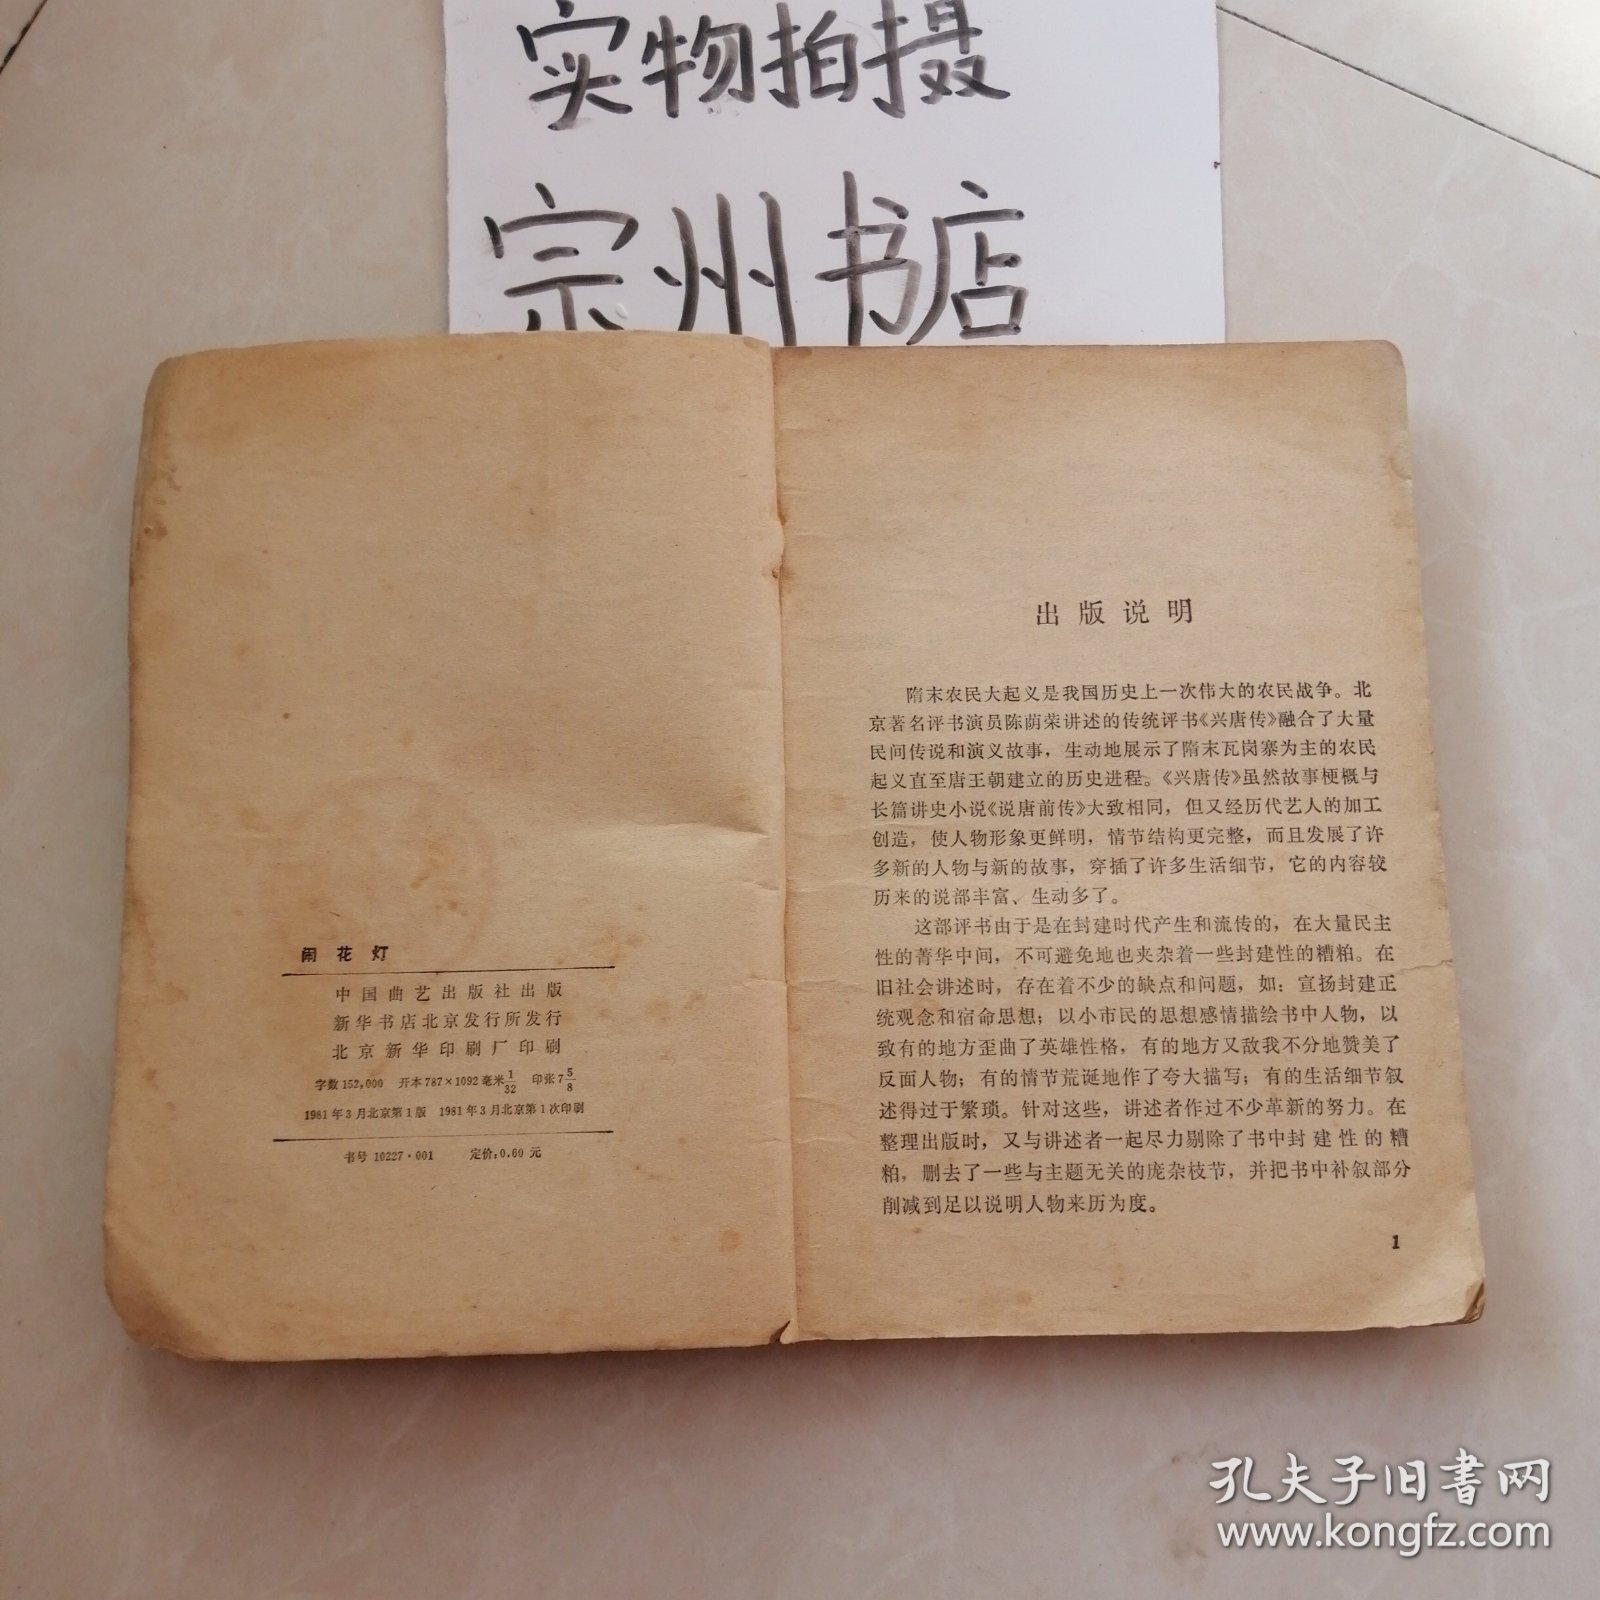 实物拍摄
宗州书店
闹花灯
中国曲艺出版社出版
新华书店北京发行所发行
北京新华印刷厂印刷
字数152,000 开本787×1092毫米1/32 印张7 5/8
1981年3月北京第1版 1981年3月北京第1次印刷
书号10227·001 定价:0.60元
出版说明
隋末农民大起义是我国历史上一次伟大的农民战争。北
京著名评书演员陈荫荣讲述的传统评书《兴唐传》融合了大量
民间传说和演义故事，生动地展示了隋末瓦岗寨为主的农民
起义直至唐王朝建立的历史进程。《兴唐传》虽然故事梗概与
长篇讲史小说《说唐前传》大致相同，但又经历代艺人的加工
创造，使人物形象更鲜明，情节结构更完整，而且发展了许
多新的人物与新的故事，穿插了许多生活细节，它的内容较
历来的说部丰富、生动多了。
这部评书由于是在封建时代产生和流传的，在大量民主
性的菁华中间，不可避免地也夹杂着一些封建性的糟粕。在
旧社会讲述时，存在着不少的缺点和问题，如：宣扬封建正
统观念和宿命思想；以小市民的思想感情描绘书中人物，以
致有的地方歪曲了英雄性格，有的地方又敌我不分地赞美了
反面人物；有的情节荒诞地作了夸大描写；有的生活细节叙
述得过于繁琐。针对这些，讲述者作过不少革新的努力。在
整理出版时，又与讲述者一起尽力剔除了书中封建性的糟
粕，删去了一些与主题无关的庞杂枝节，并把书中补叙部分
削减到足以说明人物来历为度。
1
孔夫子旧书网
www.kongfz.com